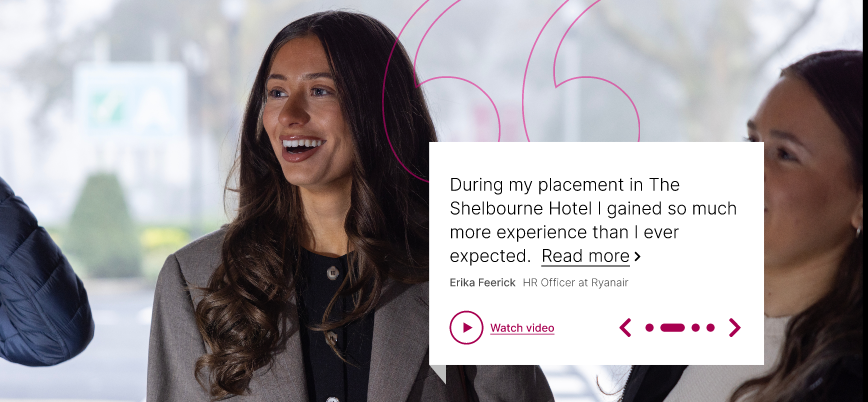 During my placement in The
Shelbourne Hotel I gained so much
more experience than I ever
expected. Read more
Erika Feerick HR Officer at Ryanair
Watch video